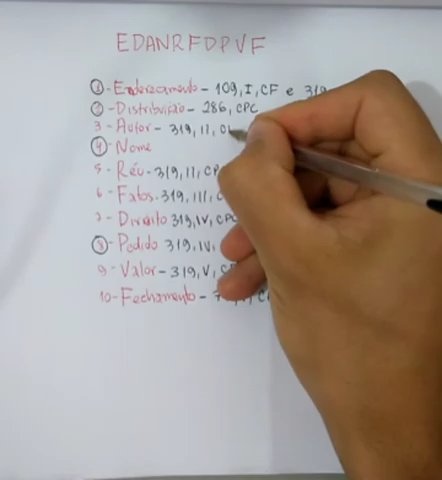 EDANRFDPVF
1 - Endereçamento - 109, I, CF e 319
2 - Distribuição - 286, CPC
3 - Autor - 319, II,
4 - Nome
5 - Réu - 319, II, CP
6 - Fatos - 319, III,
7 - Direito 319, IV, CPC
8 - Pedido 319, IV,
9 - Valor - 319, V,
10 - Fechamento -